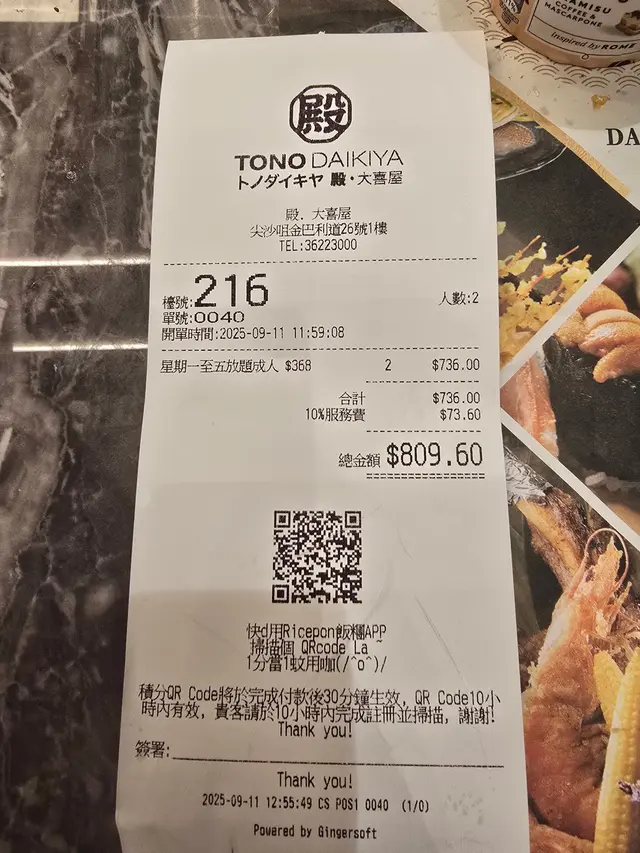 殿
TONO DAIKIYA
トノダイキヤ 殿・大喜屋
殿. 大喜屋
尖沙咀金巴利道26號1樓
TEL:36223000
檯號:216 人數:2
單號:0040
開單時間:2025-09-11 11:59:08
星期一至五放題成人 $368 2 $736.00
合計 $736.00
10%服務費 $73.60
總金額 $809.60
快d用Ricepon飯糰APP
掃描個 QRcode La ~
1分當1蚊用咖(/^o^)/
積分QR Code將於完成付款後30分鐘生效, QR Code10小
時內有效, 貴客請於10小時內完成註冊並掃描, 謝謝!
Thank you!
簽署:
Thank you!
2025-09-11 12:55:49 CS POS1 0040 (1/0)
Powered by Gingersoft
COFFEE &
MASCARPONE
Inspired by ROME
DA